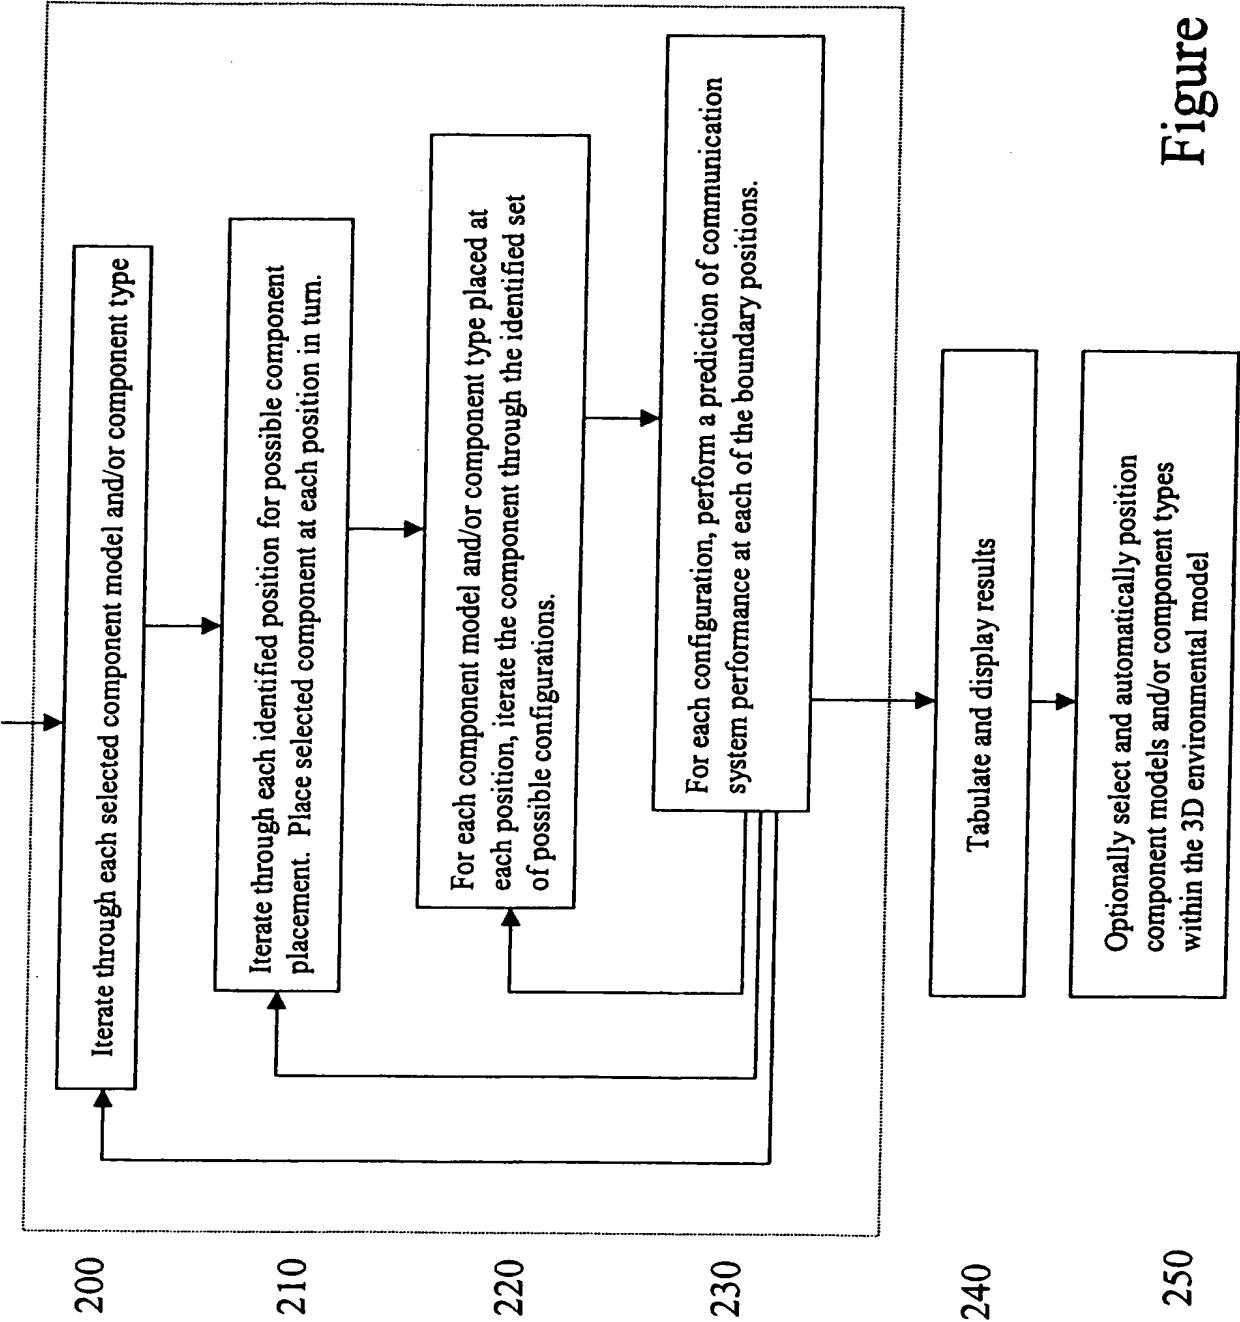 200
Iterate through each selected component model and/or component type
210
Iterate through each identified position for possible component
placement. Place selected component at each position in turn.
220
For each component model and/or component type placed at
each position, iterate the component through the identified set
of possible configurations.
230
For each configuration, perform a prediction of communication
system performance at each of the boundary positions.
240
Tabulate and display results
250
Optionally select and automatically position
component models and/or component types
within the 3D environmental model
Figure